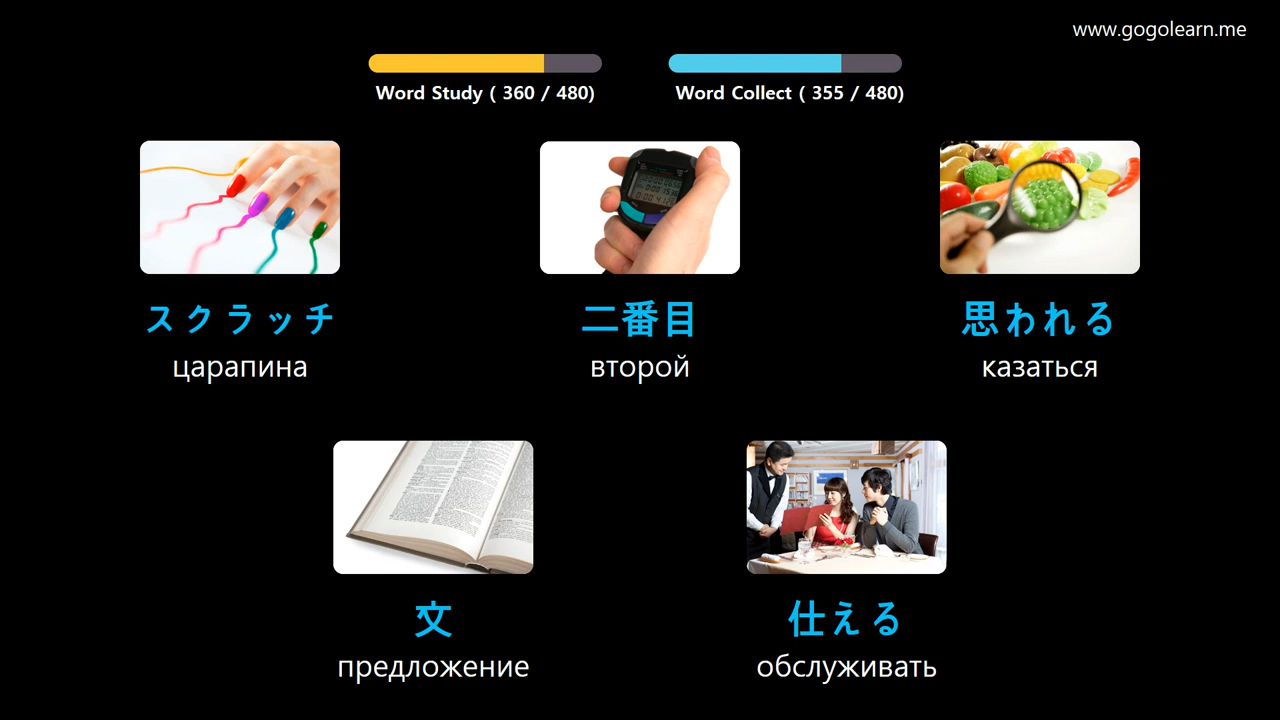 www.gogolearn.me
Word Study ( 360 / 480)
Word Collect ( 355 / 480)
スクラッチ
царапина
二番目
второй
思われる
казаться
文
предложение
仕える
обслуживать